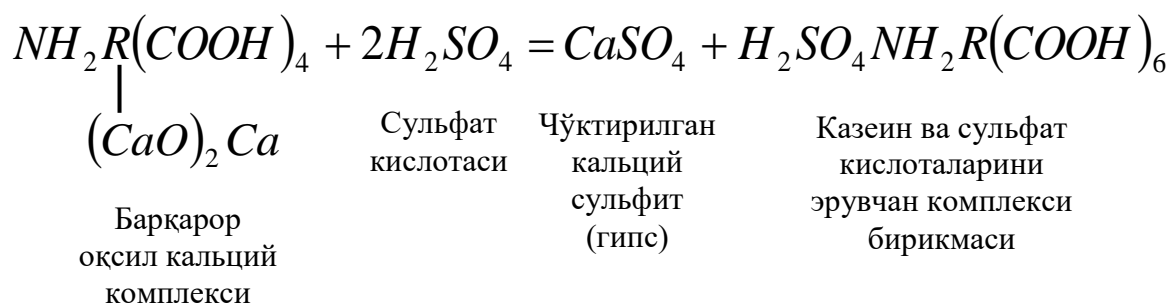 NH₂R(COOH)₄ + 2H₂SO₄ = CaSO₄ + H₂SO₄NH₂R(COOH)₆
(CaO)₂Ca
Барқарор
оқсил кальций
комплекси
Сульфат
кислотаси
Чўктирилган
кальций
сульфит
(гипс)
Казеин ва сульфат
кислоталарини
эрувчан комплекси
бирикмаси